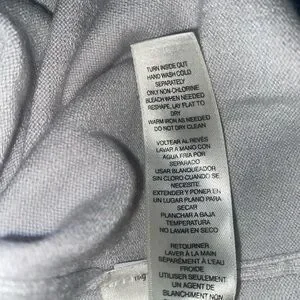 TURN INSIDE OUT
HAND WASH COLD
SEPARATELY
ONLY NON-CHLORINE
BLEACH WHEN NEEDED
RESHAPE, LAY FLAT TO
DRY
WARM IRON AS NEEDED
DO NOT DRY CLEAN
VOLTEAR AL REVÉS
LAVAR A MANO CON
AGUA FRIA POR
SEPARADO
USAR BLANQUEADOR
SIN CLORO CUANDO SE
NECESITE
EXTENDER Y PONER EN
UN LUGAR PLANO PARA
SECAR
PLANCHAR A BAJA
TEMPERATURA
NO LAVAR EN SECO
RETOURNER
LAVER À LA MAIN
SÉPARÉMENT À L'EAU
FROIDE
UTILISER SEULEMENT
UN AGENT DE
BLANCHIMENT NON